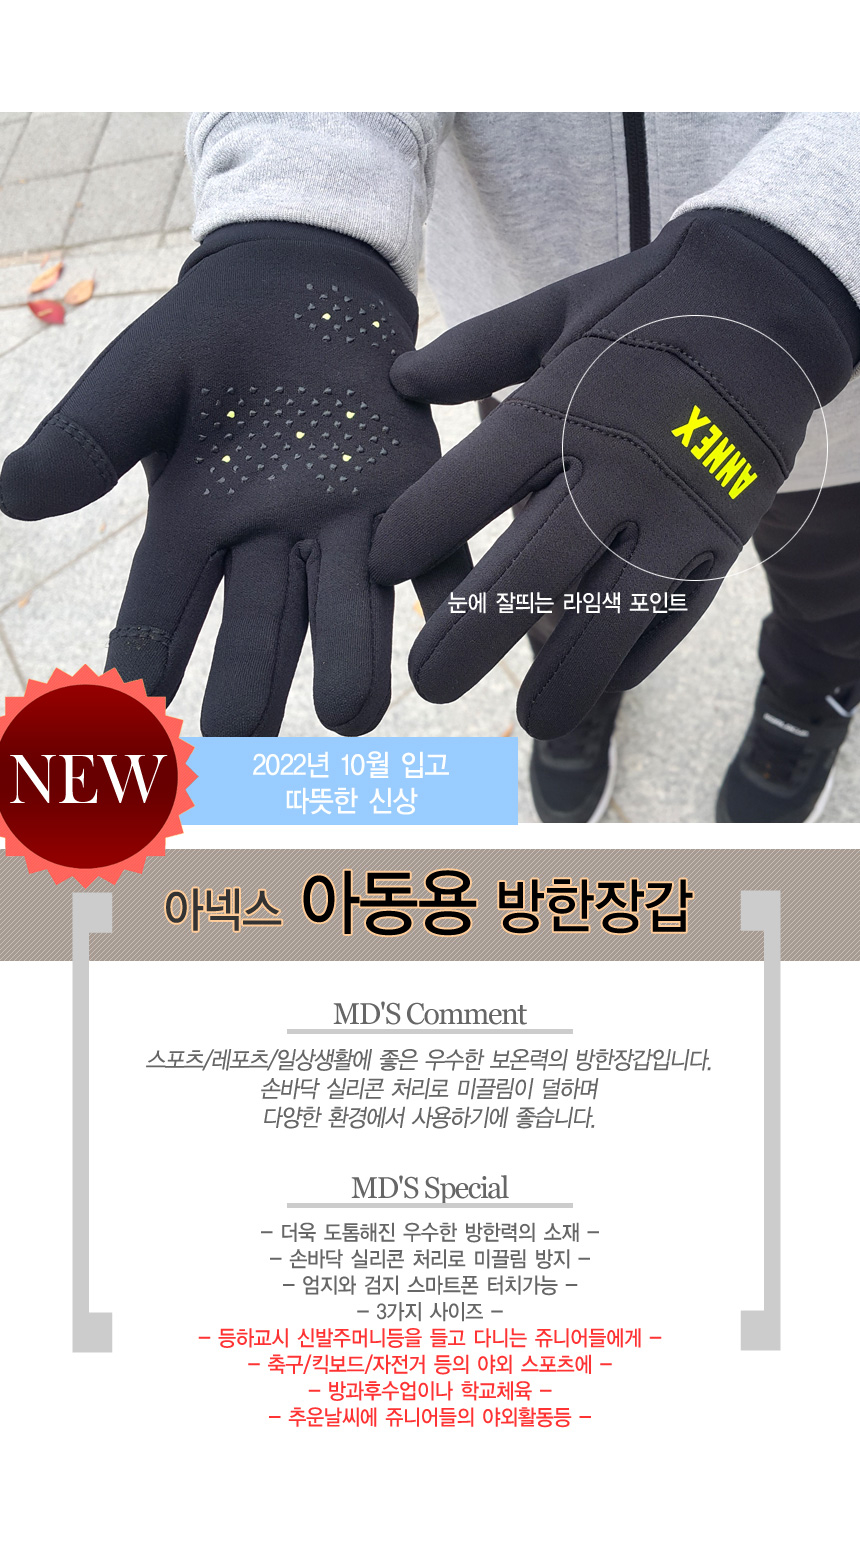 ANNEX
눈에 잘띄는 라임색 포인트
NEW
2022년 10월 입고
따뜻한 신상
아넥스 아동용 방한장갑
MD'S Comment
스포츠/레포츠/일상생활에 좋은 우수한 보온력의 방한장갑입니다.
손바닥 실리콘 처리로 미끌림이 덜하며
다양한 환경에서 사용하기에 좋습니다.
MD'S Special
- 더욱 도톰해진 우수한 방한력의 소재 -
- 손바닥 실리콘 처리로 미끌림 방지 -
- 엄지와 검지 스마트폰 터치가능 -
- 3가지 사이즈 -
- 등하교시 신발주머니등을 들고 다니는 쥬니어들에게 -
- 축구/킥보드/자전거 등의 야외 스포츠에 -
- 방과후수업이나 학교체육 -
- 추운날씨에 쥬니어들의 야외활동등 -